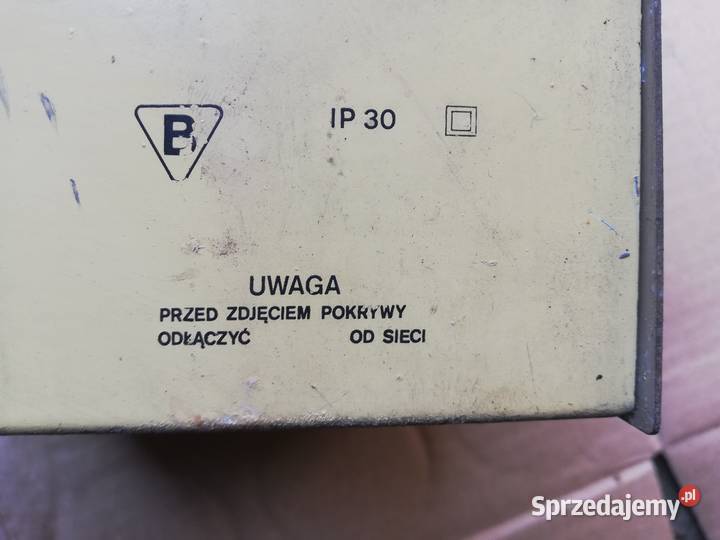 B IP 30
UWAGA
PRZED ZDJĘCIEM POKRYWY
ODŁĄCZYĆ OD SIECI
Sprzedajemy.pl